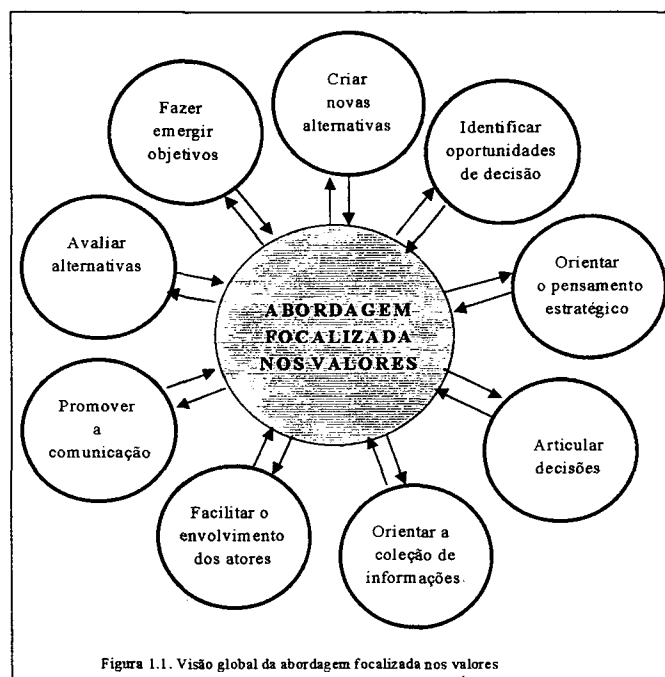 Criar
novas
alternativas
Identificar
oportunidades
de decisão
Orientar
o pensamento
estratégico
Articular
decisões
Orientar a
coleção de
informações
Facilitar o
envolvimento
dos atores
Promover
a
comunicação
Avaliar
alternativas
Fazer
emergir
objetivos
ABORDAGEM
FOCALIZADA
NOS VALORES
Figura 1.1. Visão global da abordagem focalizada nos valores